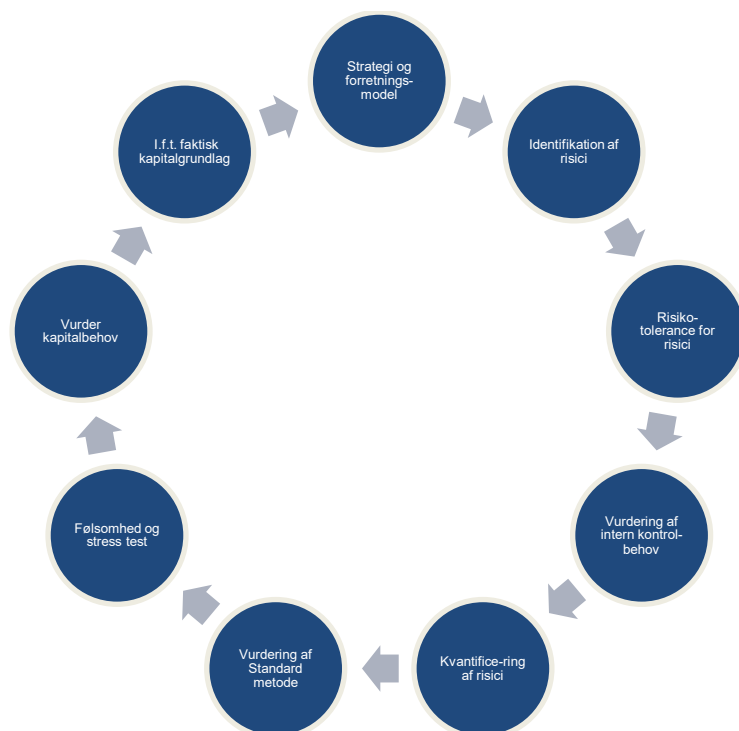 Strategi og
forretnings-
model
Identifikation af
risici
Risiko-
tolerance for
risici
Vurdering af
intern kontrol-
behov
Kvantifice-ring
af risici
Vurdering af
Standard
metode
Følsomhed og
stress test
Vurder
kapitalbehov
I.f.t. faktisk
kapitalgrundlag